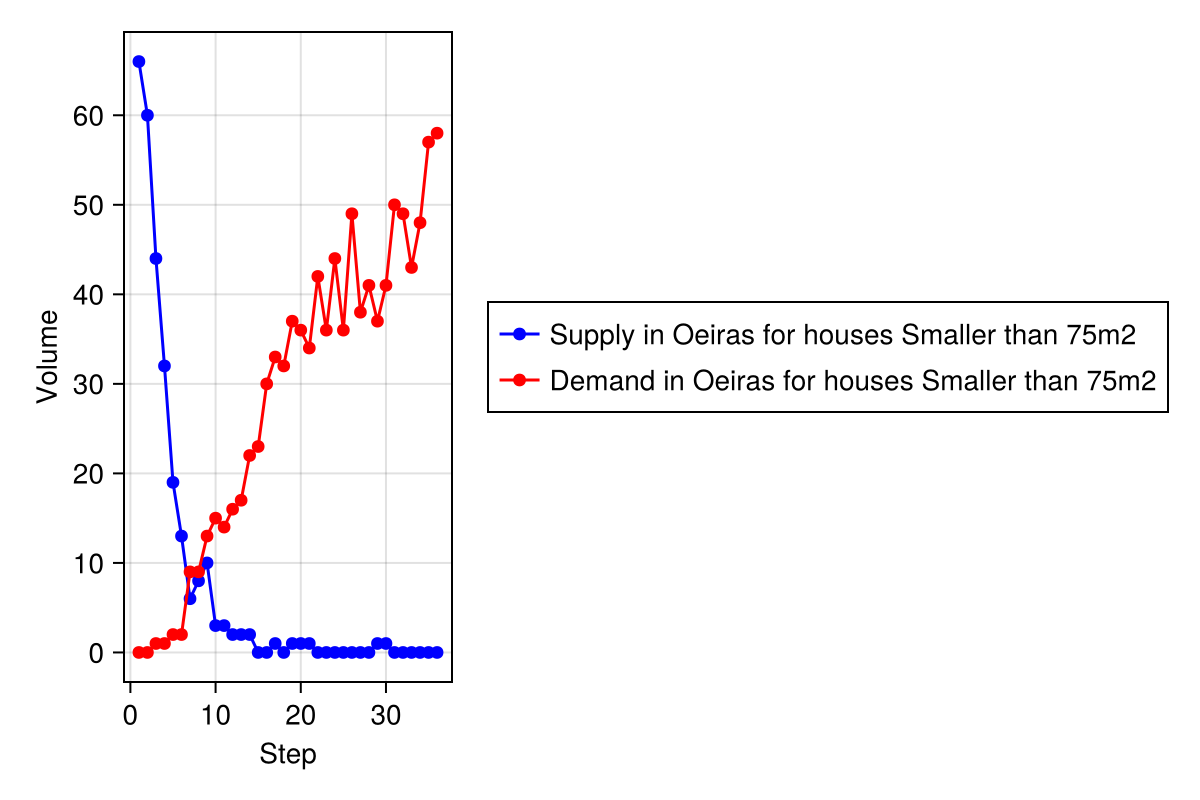 Volume
60
50
40
30
20
10
0
0 10 20 30
Step
Supply in Oeiras for houses Smaller than 75m2
Demand in Oeiras for houses Smaller than 75m2